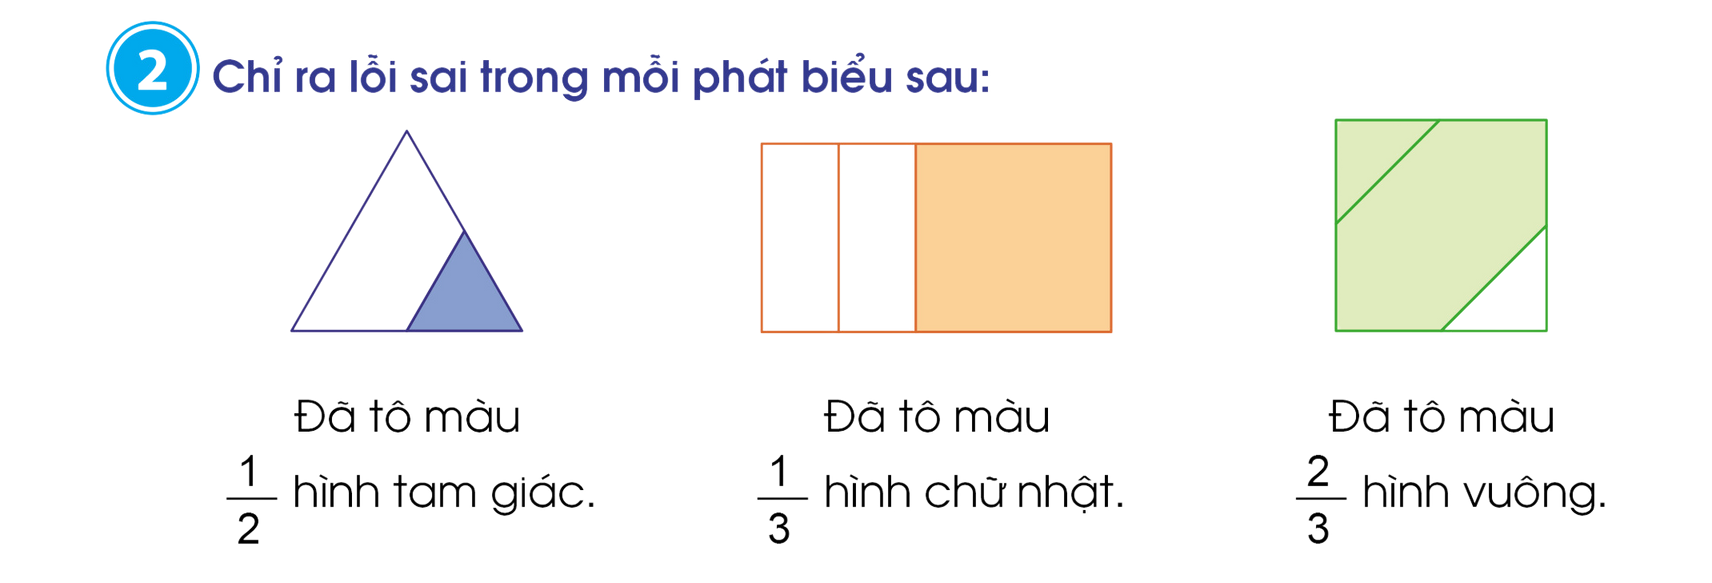 2 Chỉ ra lỗi sai trong mỗi phát biểu sau:
Đã tô màu
1/2 hình tam giác.
Đã tô màu
1/3 hình chữ nhật.
Đã tô màu
2/3 hình vuông.